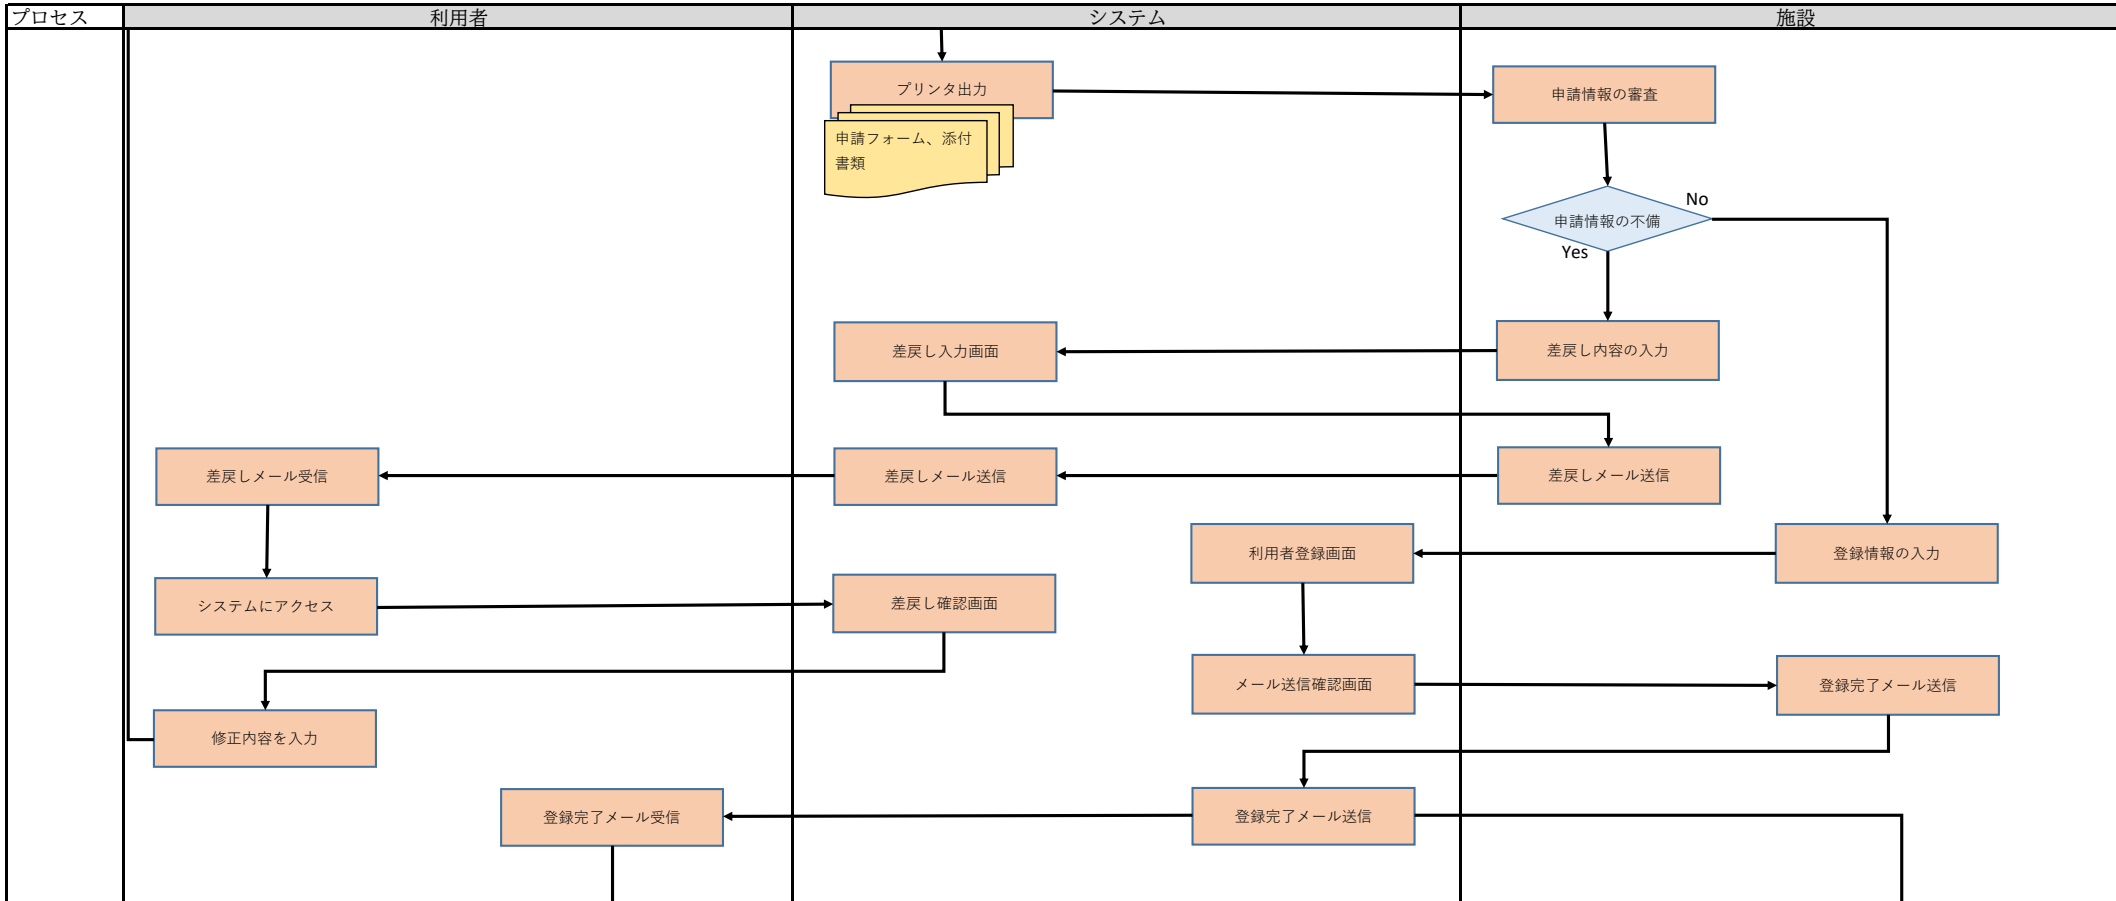 プロセス
利用者
システム
施設
プリンタ出力
申請情報の審査
申請フォーム、添付
書類
No
申請情報の不備
Yes
差戻し入力画面
差戻し内容の入力
差戻しメール受信
差戻しメール送信
差戻しメール送信
利用者登録画面
登録情報の入力
システムにアクセス
差戻し確認画面
メール送信確認画面
登録完了メール送信
修正内容を入力
登録完了メール受信
登録完了メール送信